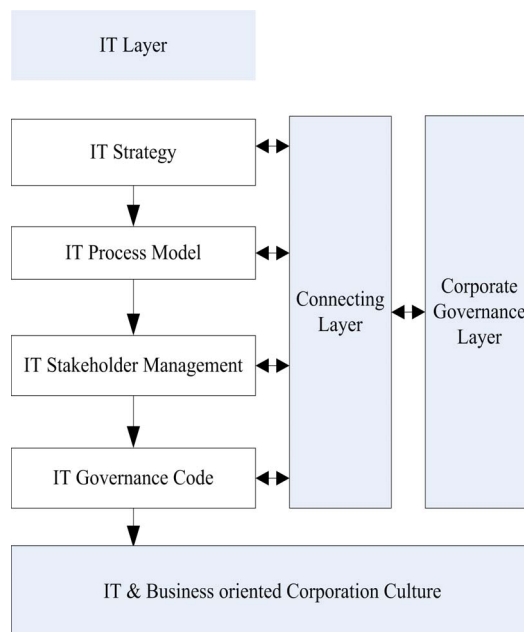 IT Layer
IT Strategy
IT Process Model
IT Stakeholder Management
IT Governance Code
Connecting
Layer
Corporate
Governance
Layer
IT & Business oriented Corporation Culture